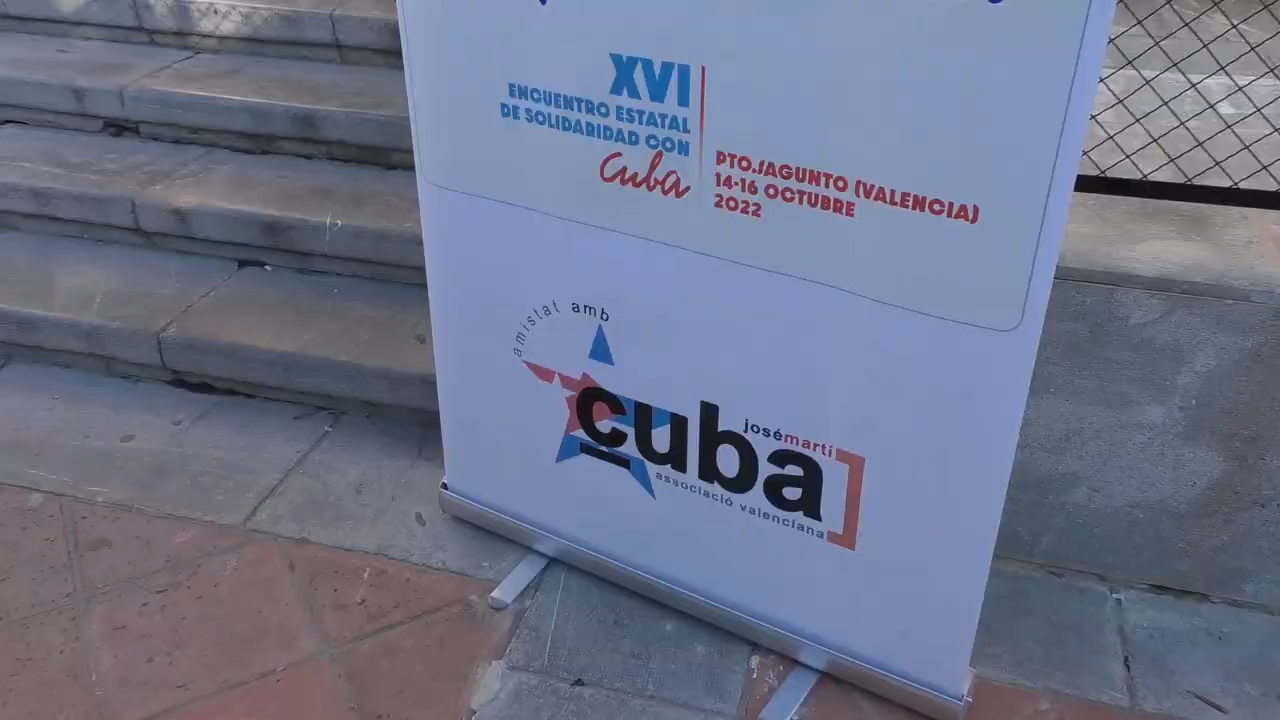 XVI
ENCUENTRO ESTATAL
DE SOLIDARIDAD CON
Cuba
PTO.SAGUNTO (VALENCIA)
14-16 OCTUBRE
2022
amistat amb
cuba
josémartí
associació valenciana